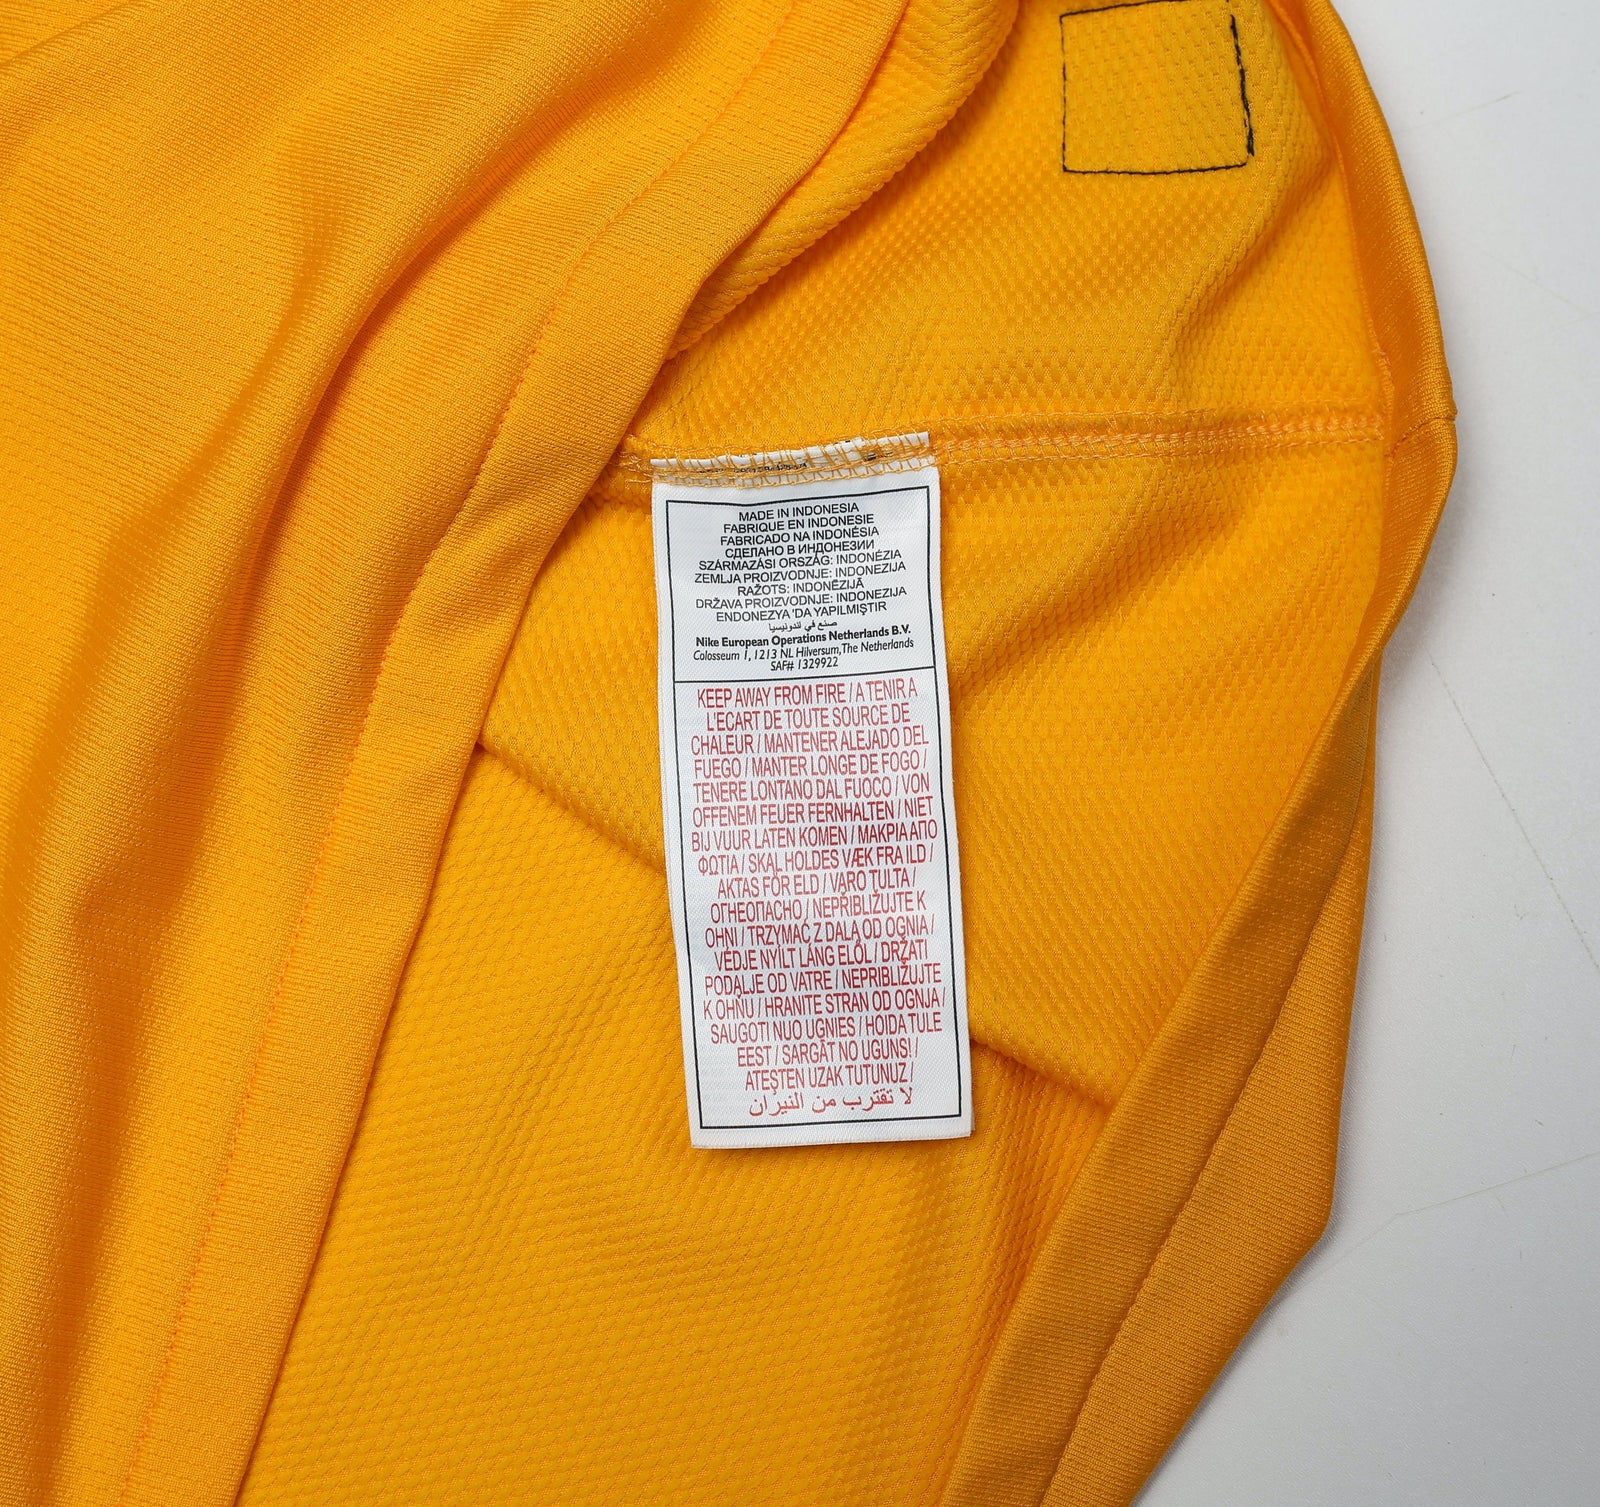 MADE IN INDONESIA
FABRIQUE EN INDONESIE
FABRICADO NA INDONÉSIA
СДЕЛАНО В ИНДОНЕЗИИ
SZÁRMAZÁSI ORSZÁG: INDONÉZIA
ZEMLJA PROIZVODNJE: INDONEZIJA
RAŽOTS: INDONĒZIJĀ
DRŽAVA PROIZVODNJE: INDONEZIJA
ENDONEZYA 'DA YAPILMIŞTIR
صنع في اندونيسيا
Nike European Operations Netherlands B.V.
Colosseum 1, 1213 NL Hilversum,The Netherlands
SAF# 1329922
KEEP AWAY FROM FIRE / A TENIR A
L'ECART DE TOUTE SOURCE DE
CHALEUR / MANTENER ALEJADO DEL
FUEGO / MANTER LONGE DE FOGO /
TENERE LONTANO DAL FUOCO / VON
OFFENEM FEUER FERNHALTEN / NIET
BIJ VUUR LATEN KOMEN / ΜΑΚΡΙΑ ΑΠΟ
ΦΩΤΙΑ / SKAL HOLDES VÆK FRA ILD /
AKTAS FÖR ELD / VARO TULTA /
ОГНЕОПАСНО / NEPŘIBLIŽUJTE K
OHNI / TRZYMAĆ Z DALA OD OGNIA /
VÉDJE NYÍLT LÁNG ELŐL / DRŽATI
PODALJE OD VATRE / NEPRIBLIŽUJTE
K OHŇU / HRANITE STRAN OD OGNJA /
SAUGOTI NUO UGNIES / HOIDA TULE
EEST / SARGĀT NO UGUNS! /
ATEŞTEN UZAK TUTUNUZ /
لا تقترب من النيران